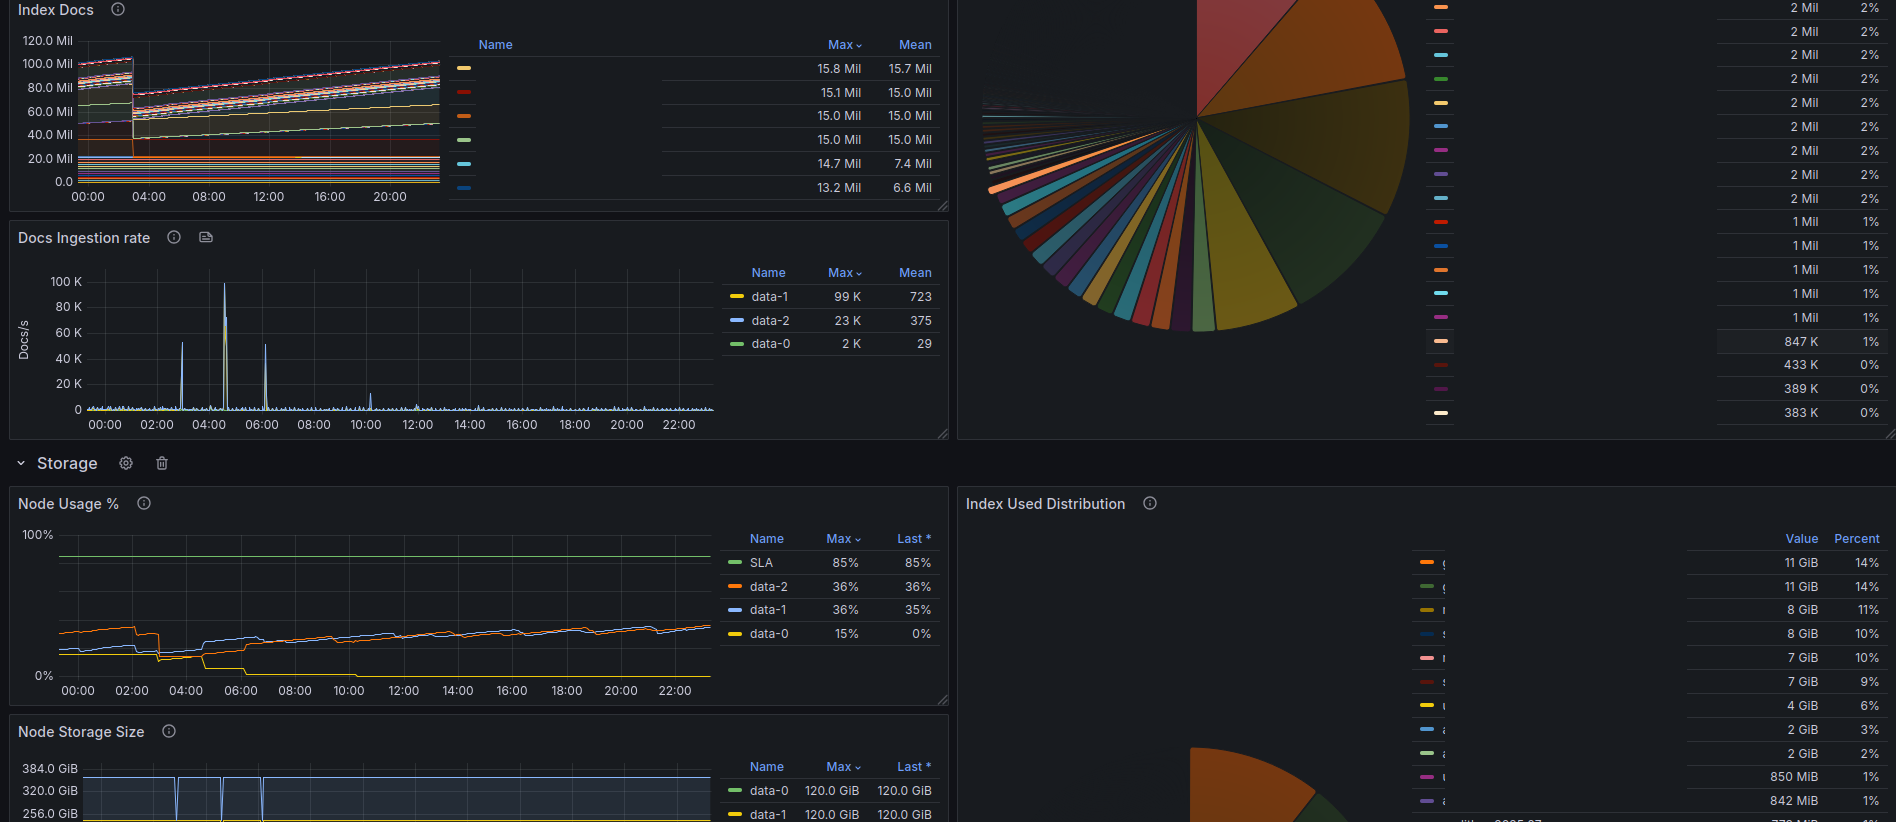 Index Docs
120.0 Mil
100.0 Mil
80.0 Mil
60.0 Mil
40.0 Mil
20.0 Mil
0.0
00:00 04:00 08:00 12:00 16:00 20:00
Name Max Mean
15.8 Mil 15.7 Mil
15.1 Mil 15.0 Mil
15.0 Mil 15.0 Mil
15.0 Mil 15.0 Mil
14.7 Mil 7.4 Mil
13.2 Mil 6.6 Mil
2 Mil 2%
2 Mil 2%
2 Mil 2%
2 Mil 2%
2 Mil 2%
2 Mil 2%
2 Mil 2%
2 Mil 2%
2 Mil 2%
1 Mil 1%
1 Mil 1%
1 Mil 1%
1 Mil 1%
1 Mil 1%
847 K 1%
433 K 0%
389 K 0%
383 K 0%
Docs Ingestion rate
Docs/s
100 K
80 K
60 K
40 K
20 K
0
00:00 02:00 04:00 06:00 08:00 10:00 12:00 14:00 16:00 18:00 20:00 22:00
Name Max Mean
data-1 99 K 723
data-2 23 K 375
data-0 2 K 29
Storage
Node Usage %
100%
0%
00:00 02:00 04:00 06:00 08:00 10:00 12:00 14:00 16:00 18:00 20:00 22:00
Name Max Last *
SLA 85% 85%
data-2 36% 36%
data-1 36% 35%
data-0 15% 0%
Index Used Distribution
Value Percent
11 GiB 14%
11 GiB 14%
8 GiB 11%
8 GiB 10%
7 GiB 10%
7 GiB 9%
4 GiB 6%
2 GiB 3%
2 GiB 2%
850 MiB 1%
842 MiB 1%
Node Storage Size
384.0 GiB
320.0 GiB
256.0 GiB
Name Max Last *
data-0 120.0 GiB 120.0 GiB
data-1 120.0 GiB 120.0 GiB